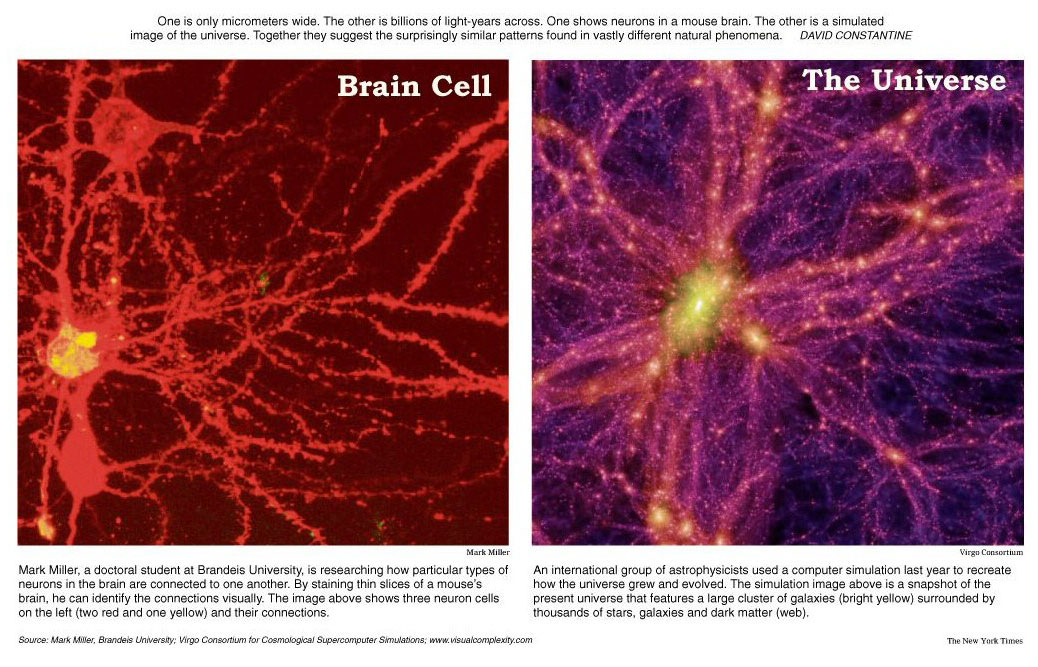 One is only micrometers wide. The other is billions of light-years across. One shows neurons in a mouse brain. The other is a simulated
image of the universe. Together they suggest the surprisingly similar patterns found in vastly different natural phenomena. DAVID CONSTANTINE
Brain Cell
The Universe
Mark Miller
Virgo Consortium
Mark Miller, a doctoral student at Brandeis University, is researching how particular types of
neurons in the brain are connected to one another. By staining thin slices of a mouse's
brain, he can identify the connections visually. The image above shows three neuron cells
on the left (two red and one yellow) and their connections.
An international group of astrophysicists used a computer simulation last year to recreate
how the universe grew and evolved. The simulation image above is a snapshot of the
present universe that features a large cluster of galaxies (bright yellow) surrounded by
thousands of stars, galaxies and dark matter (web).
Source: Mark Miller, Brandeis University; Virgo Consortium for Cosmological Supercomputer Simulations; www.visualcomplexity.com
The New York Times